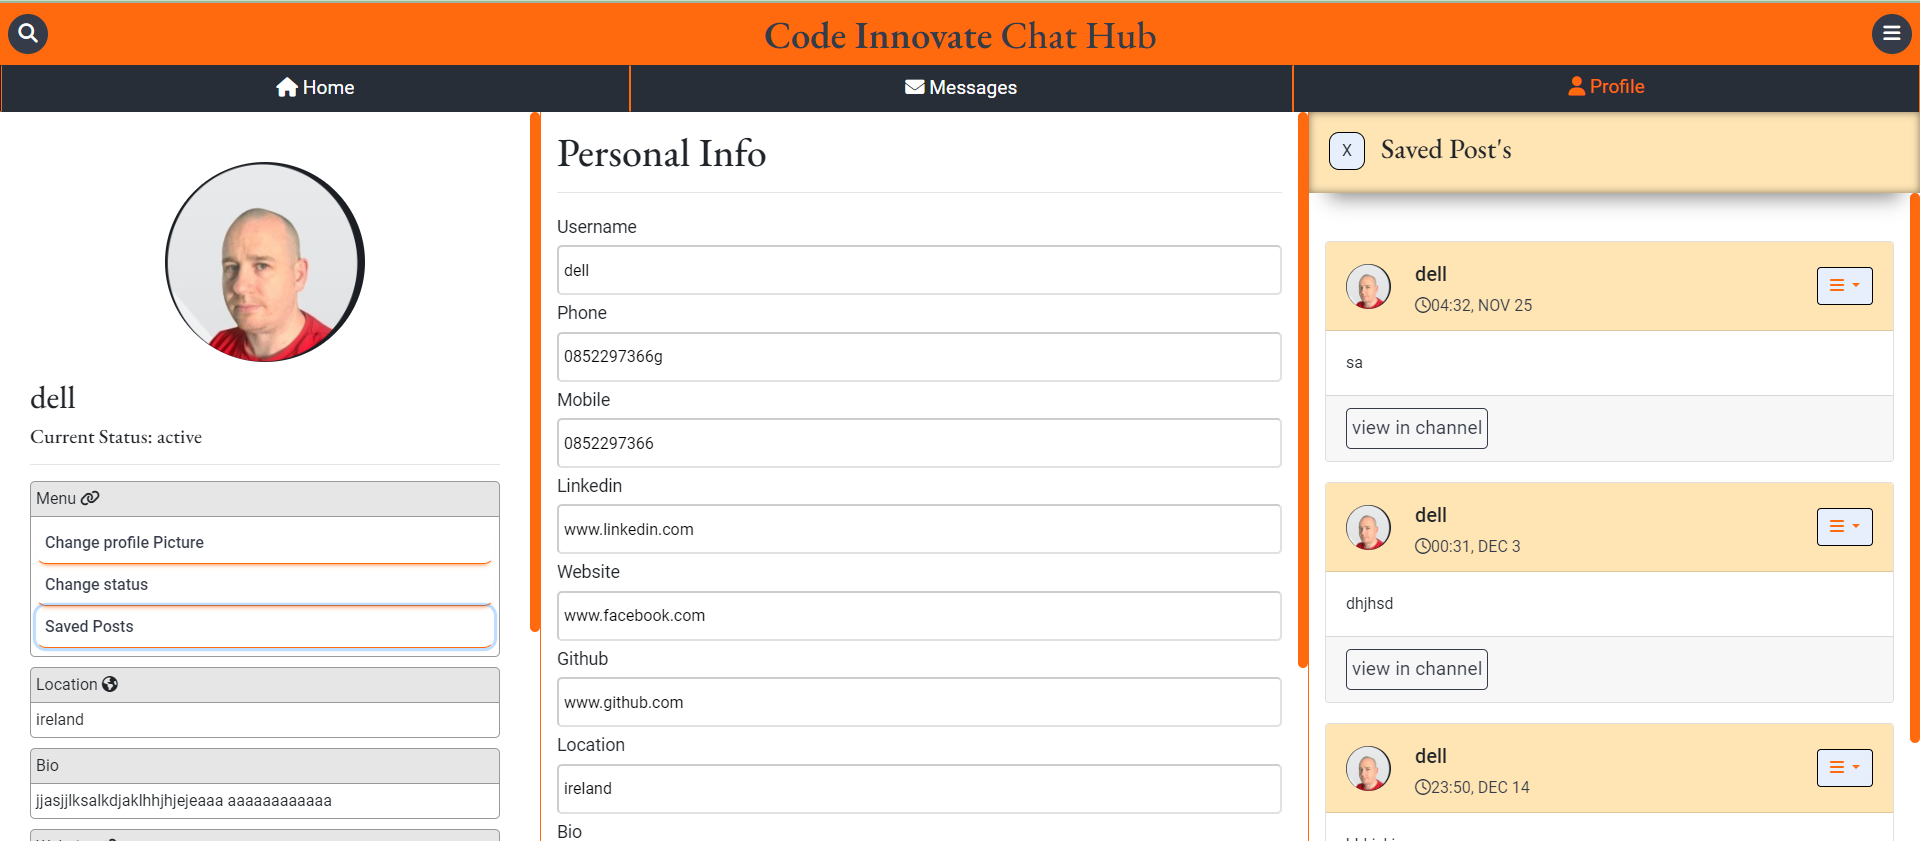 Code Innovate Chat Hub
Home
Messages
Profile
dell
Current Status: active
Menu
Change profile Picture
Change status
Saved Posts
Location
ireland
Bio
jjasjjlksalkdjaklhhjhjejeaaa aaaaaaaaaaaa
Personal Info
Username
dell
Phone
0852297366g
Mobile
0852297366
Linkedin
www.linkedin.com
Website
www.facebook.com
Github
www.github.com
Location
ireland
Bio
X
Saved Post's
dell
04:32, NOV 25
sa
view in channel
dell
00:31, DEC 3
dhjhsd
view in channel
dell
23:50, DEC 14